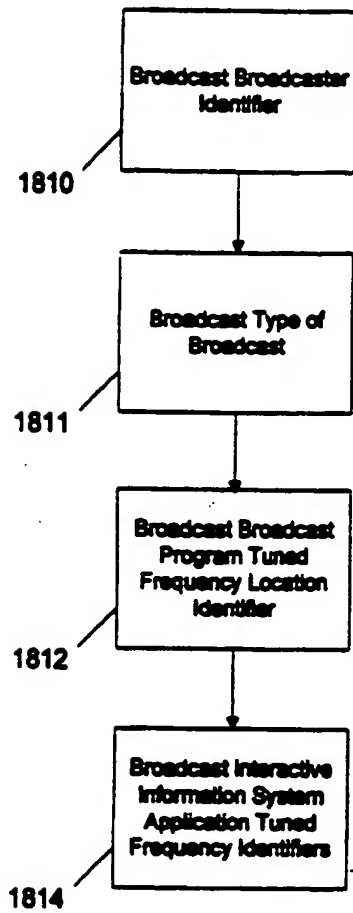 Broadcast Broadcaster
Identifier
1810
Broadcast Type of
Broadcast
1811
Broadcast Broadcast
Program Tuned
Frequency Location
Identifier
1812
Broadcast Interactive
Information System
Application Tuned
Frequency Identifiers
1814